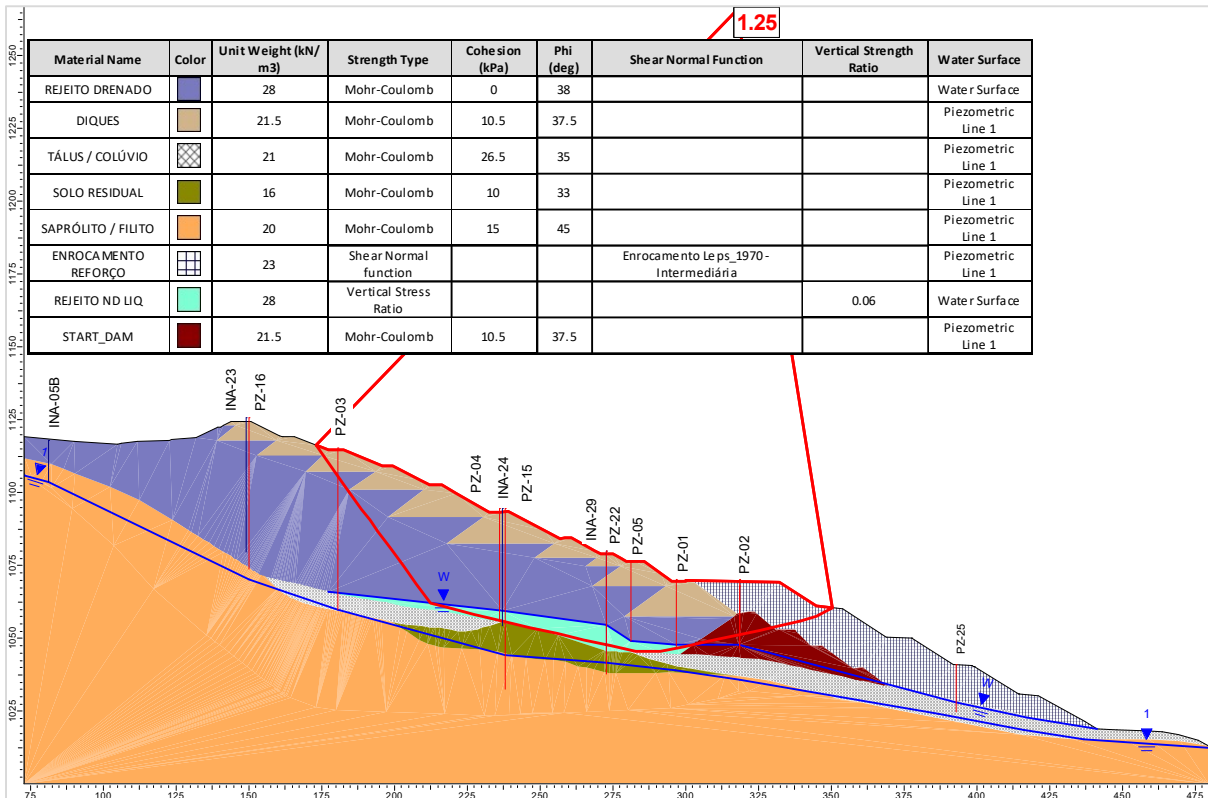 1.25
Material Name Color Unit Weight (kN/ m3) Strength Type Cohesion (kPa) Phi (deg) Shear Normal Function Vertical Strength Ratio Water Surface
REJEITO DRENADO 28 Mohr-Coulomb 0 38 Water Surface
DIQUES 21.5 Mohr-Coulomb 10.5 37.5 Piezometric Line 1
TÁLUS / COLÚVIO 21 Mohr-Coulomb 26.5 35 Piezometric Line 1
SOLO RESIDUAL 16 Mohr-Coulomb 10 33 Piezometric Line 1
SAPRÓLITO / FILITO 20 Mohr-Coulomb 15 45 Piezometric Line 1
ENROCAMENTO REFORÇO 23 Shear Normal function Enrocamento Leps_1970 - Intermediária Piezometric Line 1
REJEITO ND LIQ 28 Vertical Stress Ratio 0.06 Water Surface
START_DAM 21.5 Mohr-Coulomb 10.5 37.5 Piezometric Line 1
1250
1225
1200
1175
1150
1125
1100
1075
1050
1025
INA-05B
INA-23
PZ-16
PZ-03
PZ-04
INA-24
PZ-15
INA-29
PZ-22
PZ-05
PZ-01
PZ-02
PZ-25
1
W
W
1
75 100 125 150 175 200 225 250 275 300 325 350 375 400 425 450 475